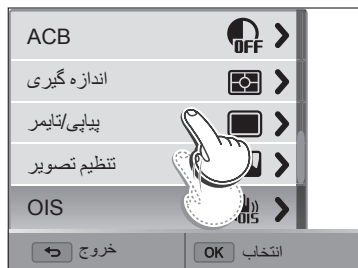 ACB
OFF
اندازه گیری
پیاپی/تایمر
تنظیم تصویر
OIS
OIS
خروج
انتخاب OK